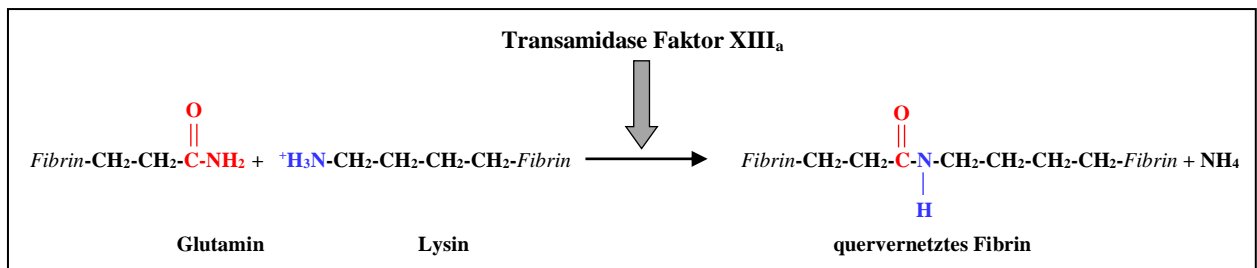 Transamidase Faktor XIIIₐ
O O
Fibrin-CH₂-CH₂-C-NH₂ + ⁺H₃N-CH₂-CH₂-CH₂-CH₂-Fibrin Fibrin-CH₂-CH₂-C-N-CH₂-CH₂-CH₂-CH₂-Fibrin + NH₄
H
Glutamin Lysin quervernetztes Fibrin